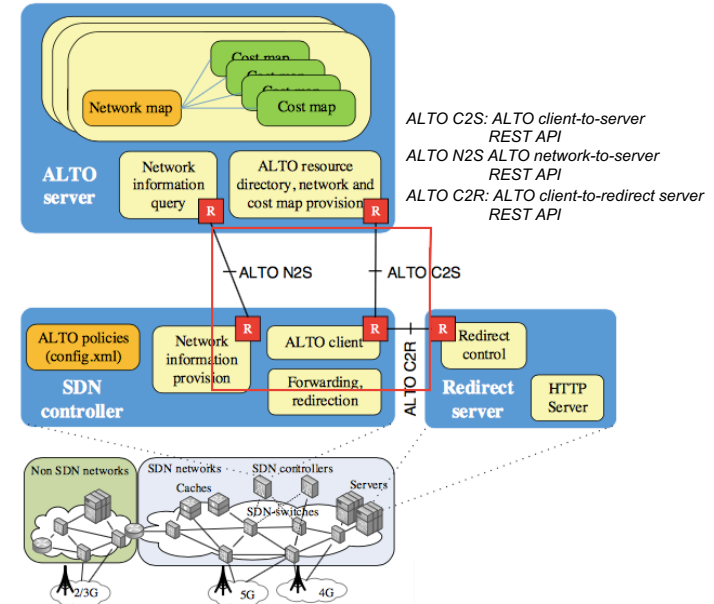 Cost map
Cost map
Cost map
Network map
Cost map
ALTO C2S: ALTO client-to-server
REST API
ALTO N2S ALTO network-to-server
REST API
ALTO C2R: ALTO client-to-redirect server
REST API
ALTO
server
Network
information
query
ALTO resource
directory, network and
cost map provision
R
R
ALTO N2S
ALTO C2S
R
R
R
ALTO policies
(config.xml)
SDN
controller
Network
information
provision
ALTO client
Forwarding,
redirection
ALTO C2R
Redirect
control
Redirect
server
HTTP
Server
Non SDN networks
SDN networks
SDN controllers
Caches
Servers
SDN-switches
2/3G
5G
4G